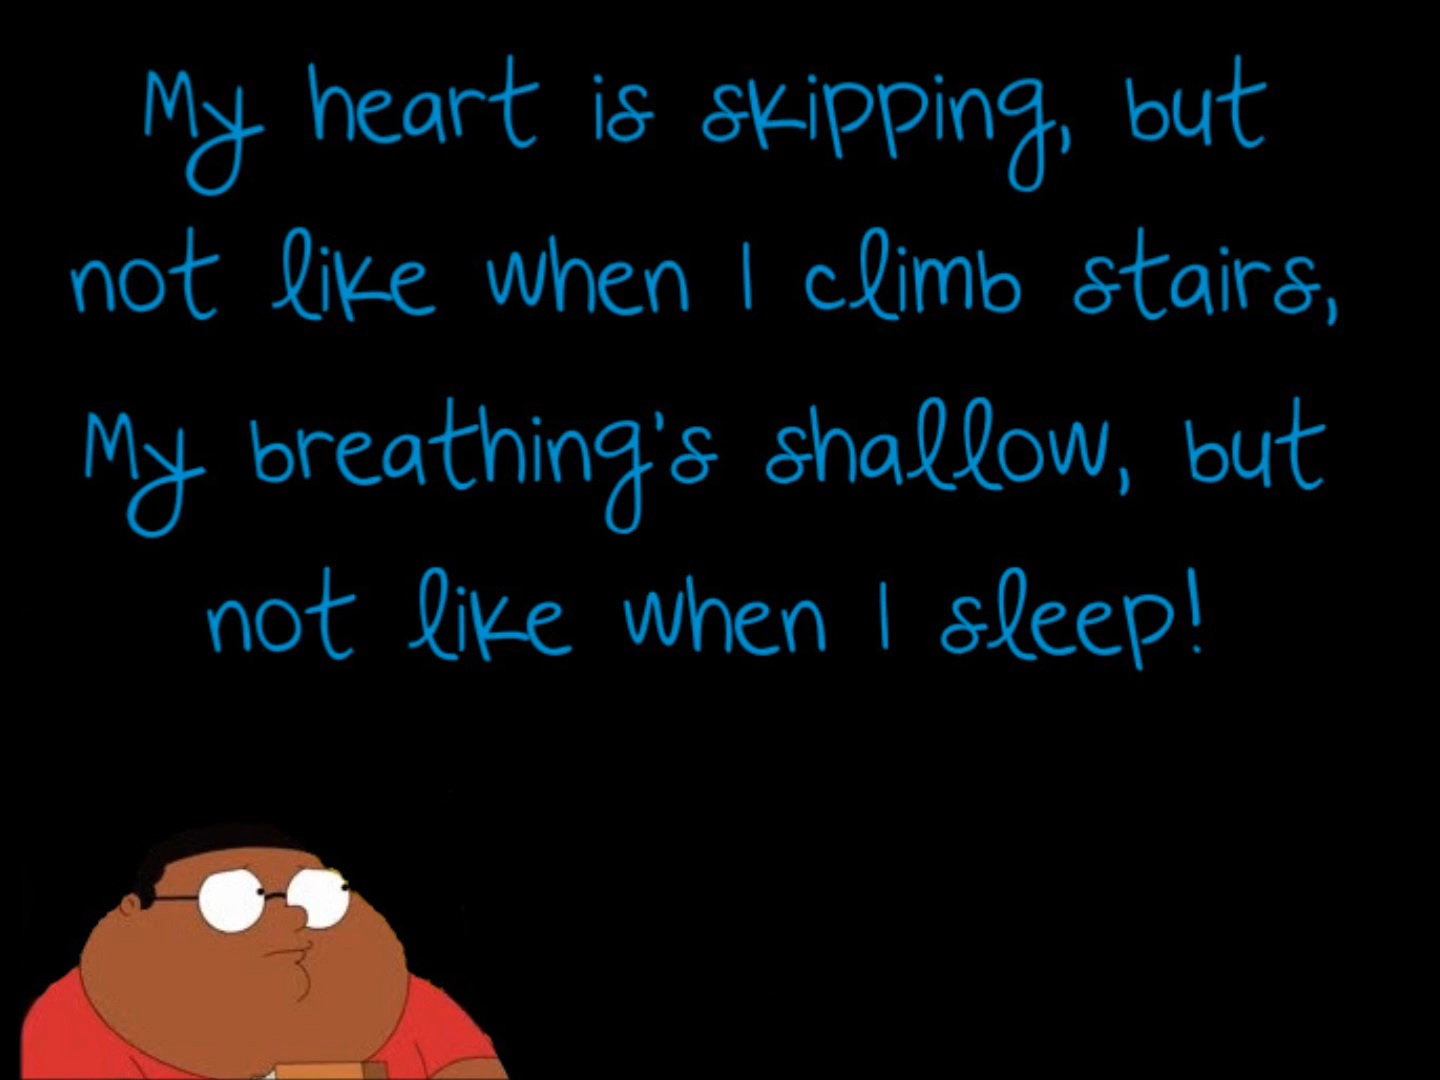 My heart is skipping, but
not like when I climb stairs,
My breathing's shallow, but
not like when I sleep!